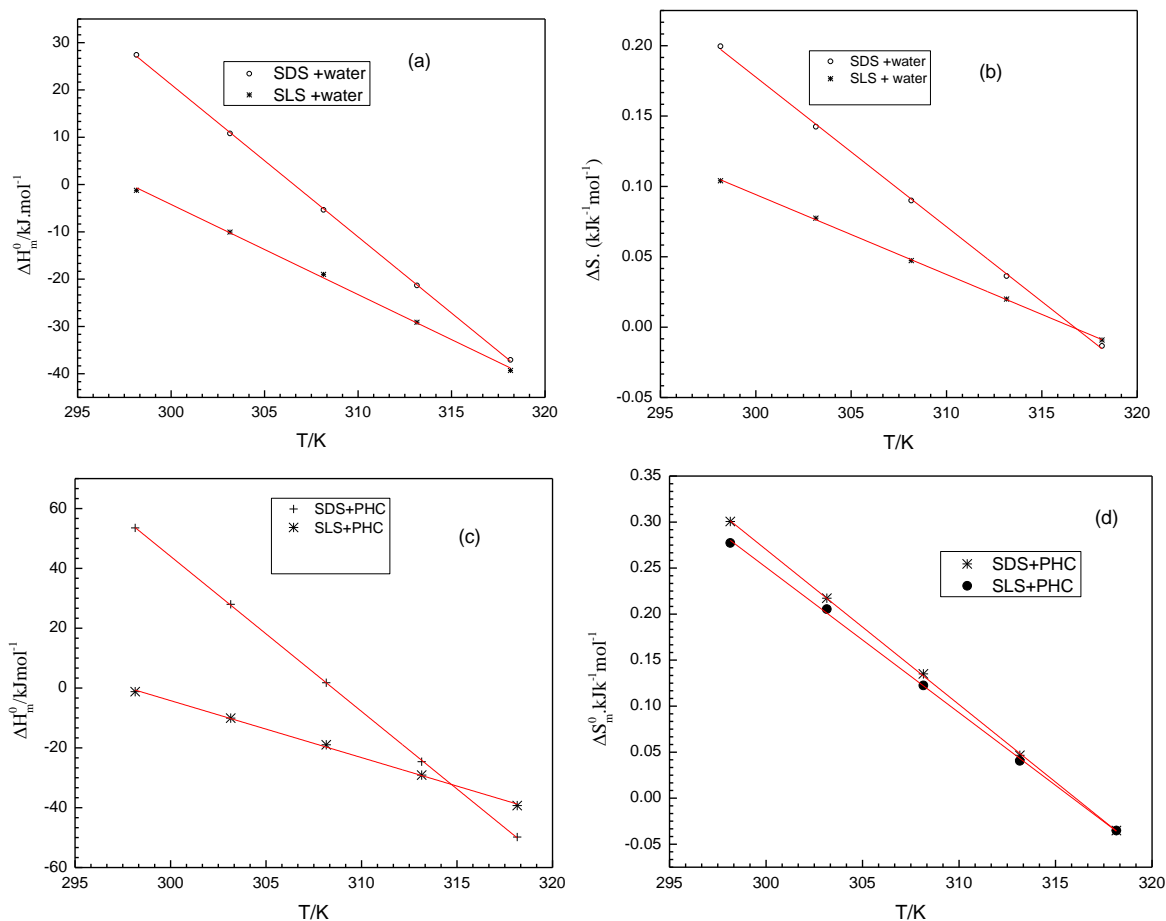 30
20
10
0
-10
-20
-30
-40
295 300 305 310 315 320
T/K
ΔH⁰ₘ/kJ.mol⁻¹
SDS +water
SLS +water
(a)
0.20
0.15
0.10
0.05
0.00
-0.05
295 300 305 310 315 320
T/K
ΔS. (kJk⁻¹mol⁻¹)
SDS +water
SLS + water
(b)
60
40
20
0
-20
-40
-60
295 300 305 310 315 320
T/K
ΔH⁰ₘ/kJmol⁻¹
SDS+PHC
SLS+PHC
(c)
0.35
0.30
0.25
0.20
0.15
0.10
0.05
0.00
-0.05
300 305 310 315 320
T/K
ΔS⁰ₘ.kJk⁻¹mol⁻¹
SDS+PHC
SLS+PHC
(d)